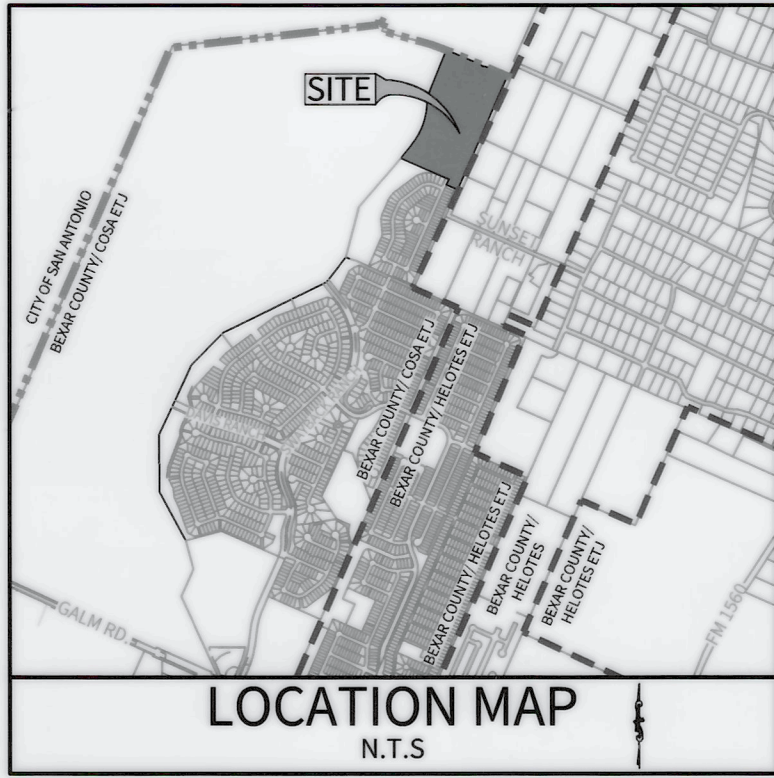 SITE
CITY OF SAN ANTONIO
BEXAR COUNTY/ COSA ETJ
SUNSET
RANCH
BEXAR COUNTY/ COSA ETJ
BEXAR COUNTY/ HELOTES ETJ
BEXAR COUNTY/ HELOTES ETJ
BEXAR COUNTY/
HELOTES
BEXAR COUNTY/
HELOTES ETJ
GALM RD.
FM 1560
LOCATION MAP
N.T.S